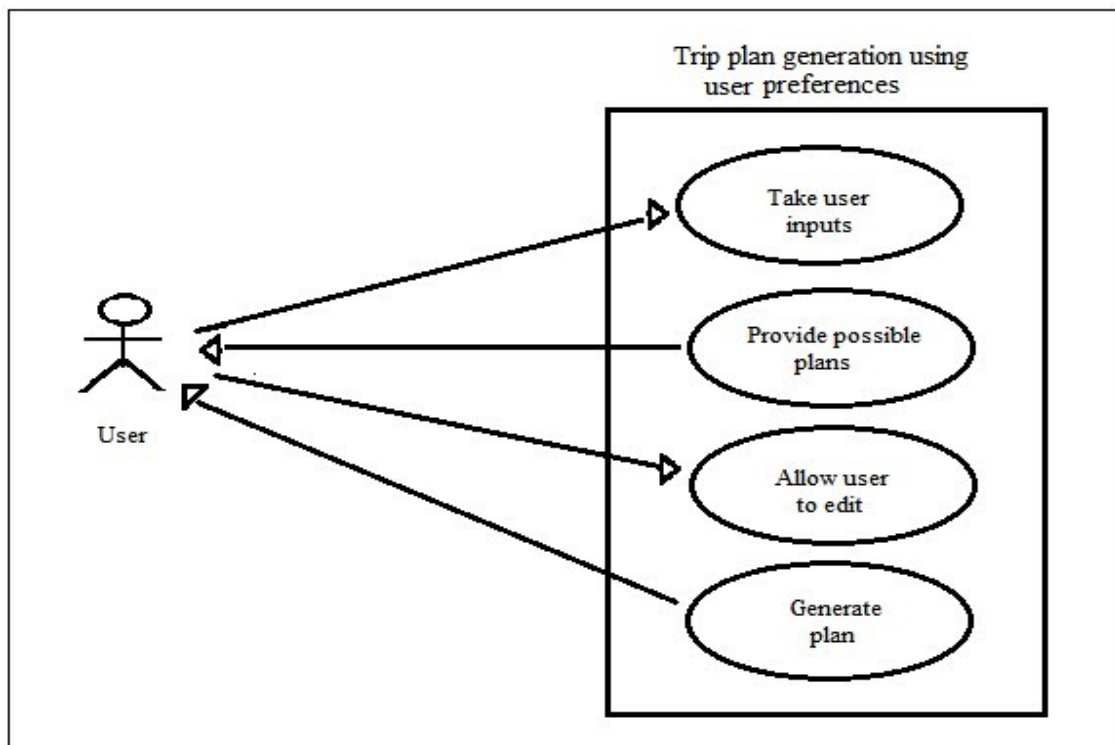 Trip plan generation using
user preferences
Take user
inputs
Provide possible
plans
User
Allow user
to edit
Generate
plan